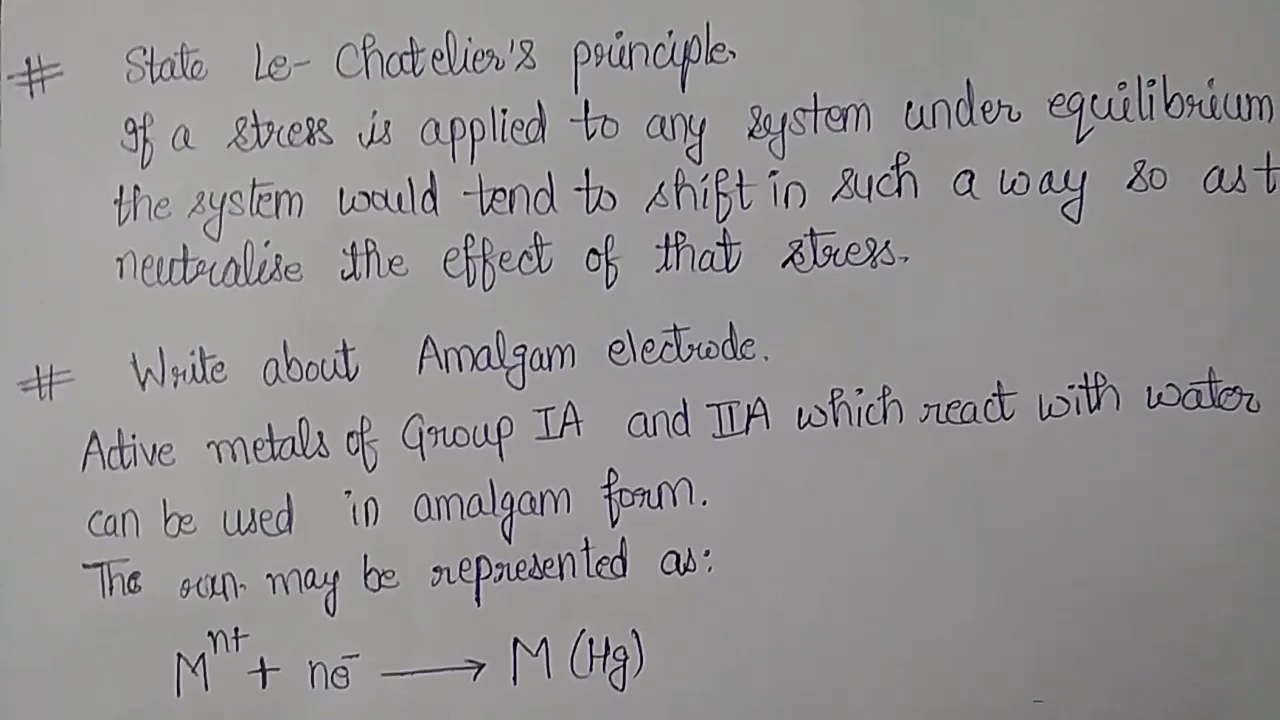 # State Le-Chatelier's principle.
If a stress is applied to any system under equilibrium
the system would tend to shift in such a way so as t
neutralise the effect of that stress.
# Write about Amalgam electrode.
Active metals of Group IA and IIA which react with water
can be used in amalgam form.
The rxn. may be represented as:
Mⁿ⁺ + ne⁻ ⟶ M (Hg)